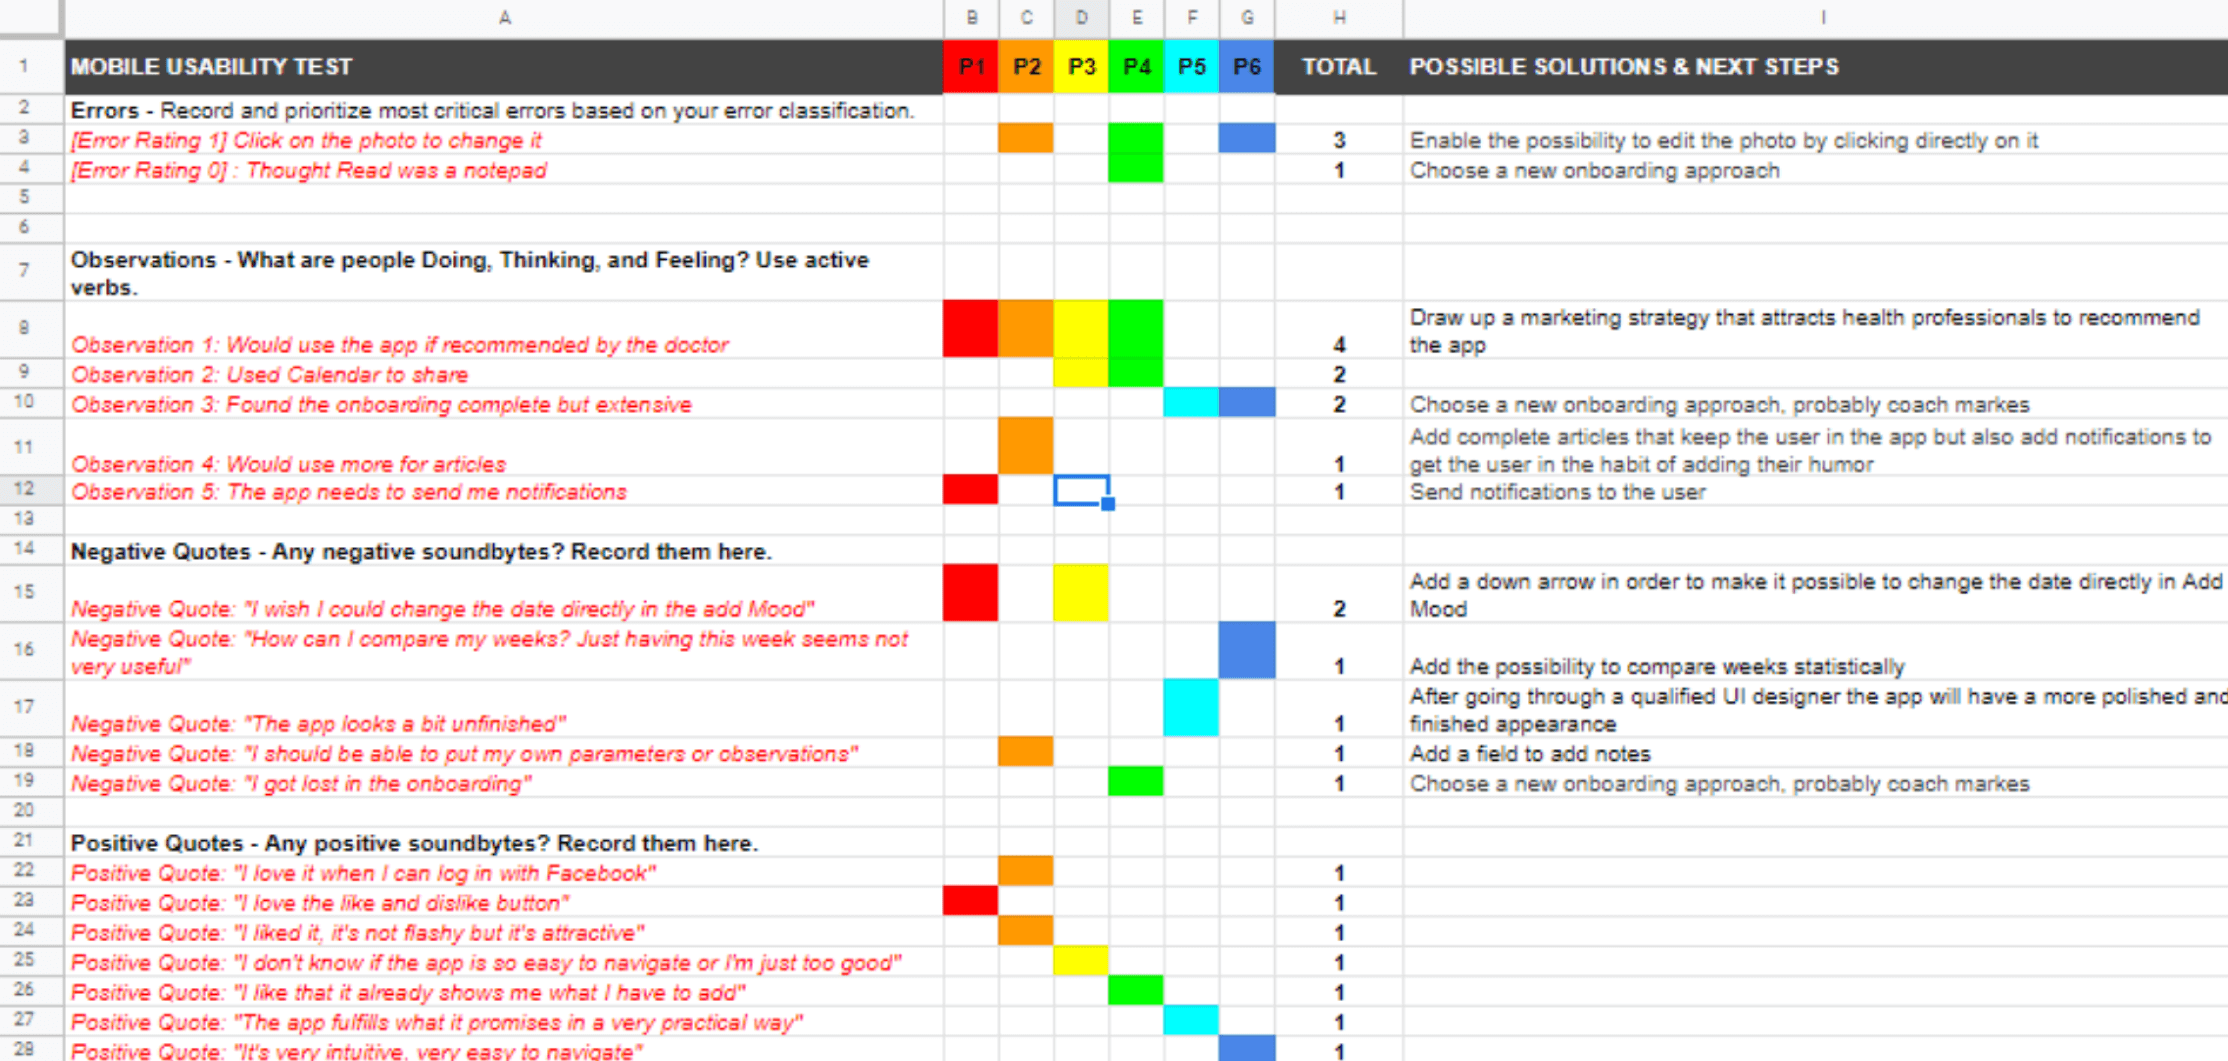 A B C D E F G H I
1 MOBILE USABILITY TEST P1 P2 P3 P4 P5 P6 TOTAL POSSIBLE SOLUTIONS & NEXT STEPS
2 Errors - Record and prioritize most critical errors based on your error classification.
3 [Error Rating 1] Click on the photo to change it 3 Enable the possibility to edit the photo by clicking directly on it
4 [Error Rating 0] : Thought Read was a notepad 1 Choose a new onboarding approach
5
6
7 Observations - What are people Doing, Thinking, and Feeling? Use active
verbs.
8 Draw up a marketing strategy that attracts health professionals to recommend
Observation 1: Would use the app if recommended by the doctor 4 the app
9 Observation 2: Used Calendar to share 2
10 Observation 3: Found the onboarding complete but extensive 2 Choose a new onboarding approach, probably coach markes
11 Add complete articles that keep the user in the app but also add notifications to
Observation 4: Would use more for articles 1 get the user in the habit of adding their humor
12 Observation 5: The app needs to send me notifications 1 Send notifications to the user
13
14 Negative Quotes - Any negative soundbytes? Record them here.
15 Add a down arrow in order to make it possible to change the date directly in Add
Negative Quote: "I wish I could change the date directly in the add Mood" 2 Mood
16 Negative Quote: "How can I compare my weeks? Just having this week seems not
very useful" 1 Add the possibility to compare weeks statistically
17 After going through a qualified UI designer the app will have a more polished and
Negative Quote: "The app looks a bit unfinished" 1 finished appearance
18 Negative Quote: "I should be able to put my own parameters or observations" 1 Add a field to add notes
19 Negative Quote: "I got lost in the onboarding" 1 Choose a new onboarding approach, probably coach markes
20
21 Positive Quotes - Any positive soundbytes? Record them here.
22 Positive Quote: "I love it when I can log in with Facebook" 1
23 Positive Quote: "I love the like and dislike button" 1
24 Positive Quote: "I liked it, it's not flashy but it's attractive" 1
25 Positive Quote: "I don't know if the app is so easy to navigate or I'm just too good" 1
26 Positive Quote: "I like that it already shows me what I have to add" 1
27 Positive Quote: "The app fulfills what it promises in a very practical way" 1
28 Positive Quote: "It's very intuitive, very easy to navigate" 1